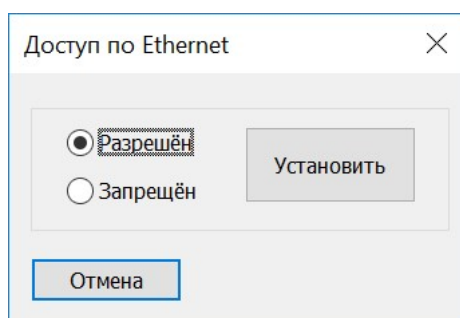 Доступ по Ethernet
Разрешён
Установить
Запрещён
Отмена